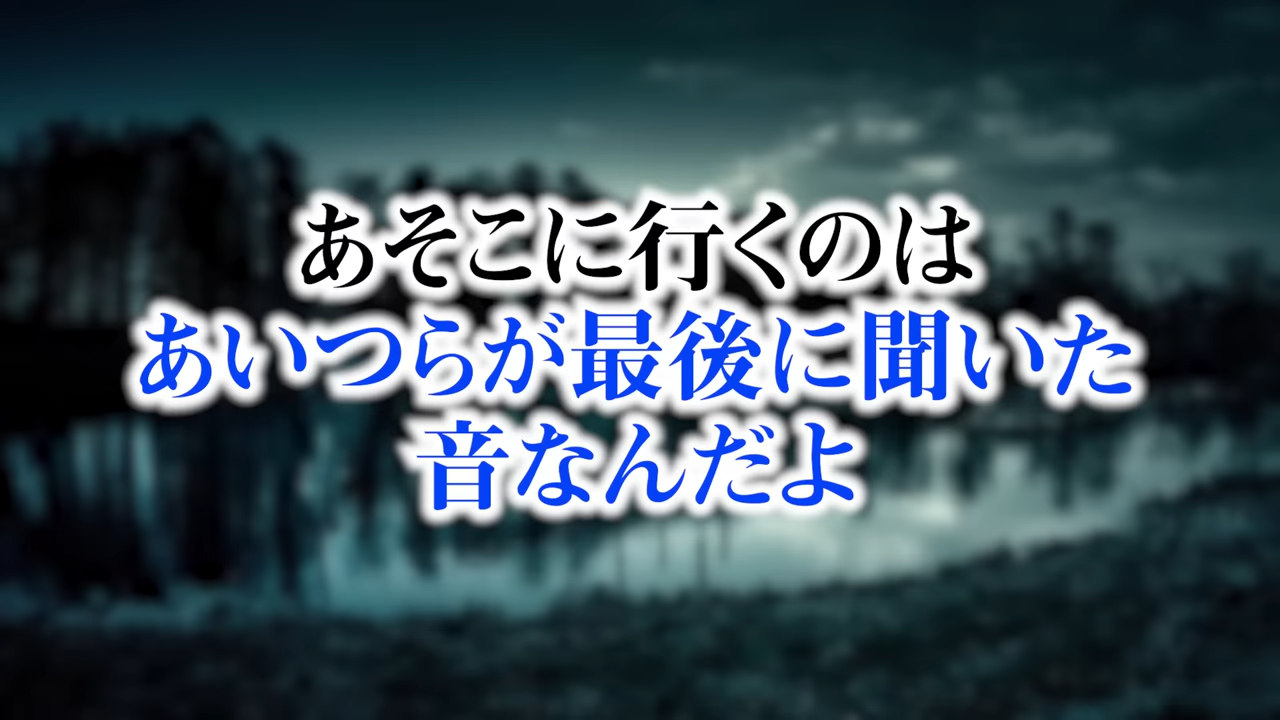 あそこに行くのは
あいつらが最後に聞いた
音なんだよ